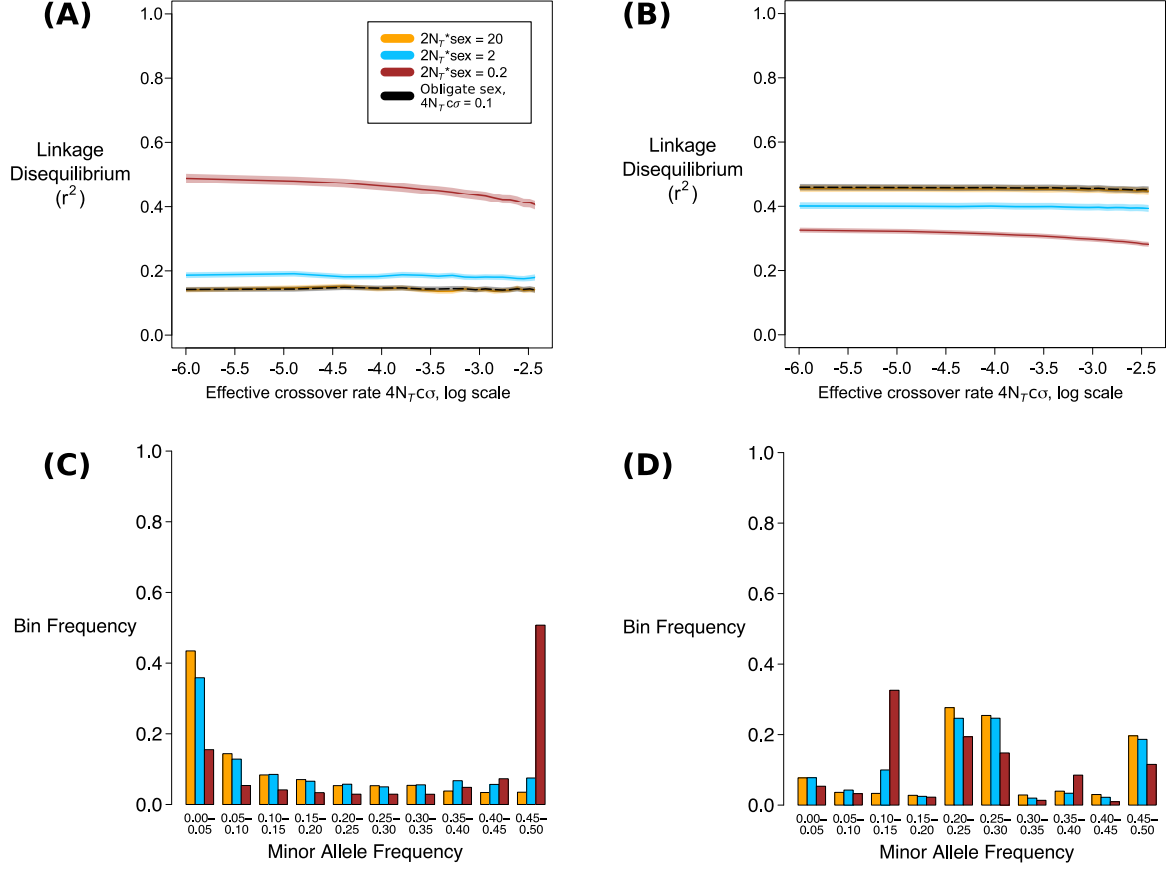 (A)
1.0
0.8
0.6
0.4
0.2
0.0
Linkage
Disequilibrium
(r²)
2N_T*sex = 20
2N_T*sex = 2
2N_T*sex = 0.2
Obligate sex,
4N_T cσ = 0.1
-6.0 -5.5 -5.0 -4.5 -4.0 -3.5 -3.0 -2.5
Effective crossover rate 4N_Tcσ, log scale
(B)
1.0
0.8
0.6
0.4
0.2
0.0
Linkage
Disequilibrium
(r²)
-6.0 -5.5 -5.0 -4.5 -4.0 -3.5 -3.0 -2.5
Effective crossover rate 4N_Tcσ, log scale
(C)
1.0
0.8
0.6
0.4
0.2
0.0
Bin Frequency
0.00– 0.05– 0.10– 0.15– 0.20– 0.25– 0.30– 0.35– 0.40– 0.45–
0.05 0.10 0.15 0.20 0.25 0.30 0.35 0.40 0.45 0.50
Minor Allele Frequency
(D)
1.0
0.8
0.6
0.4
0.2
0.0
Bin Frequency
0.00– 0.05– 0.10– 0.15– 0.20– 0.25– 0.30– 0.35– 0.40– 0.45–
0.05 0.10 0.15 0.20 0.25 0.30 0.35 0.40 0.45 0.50
Minor Allele Frequency